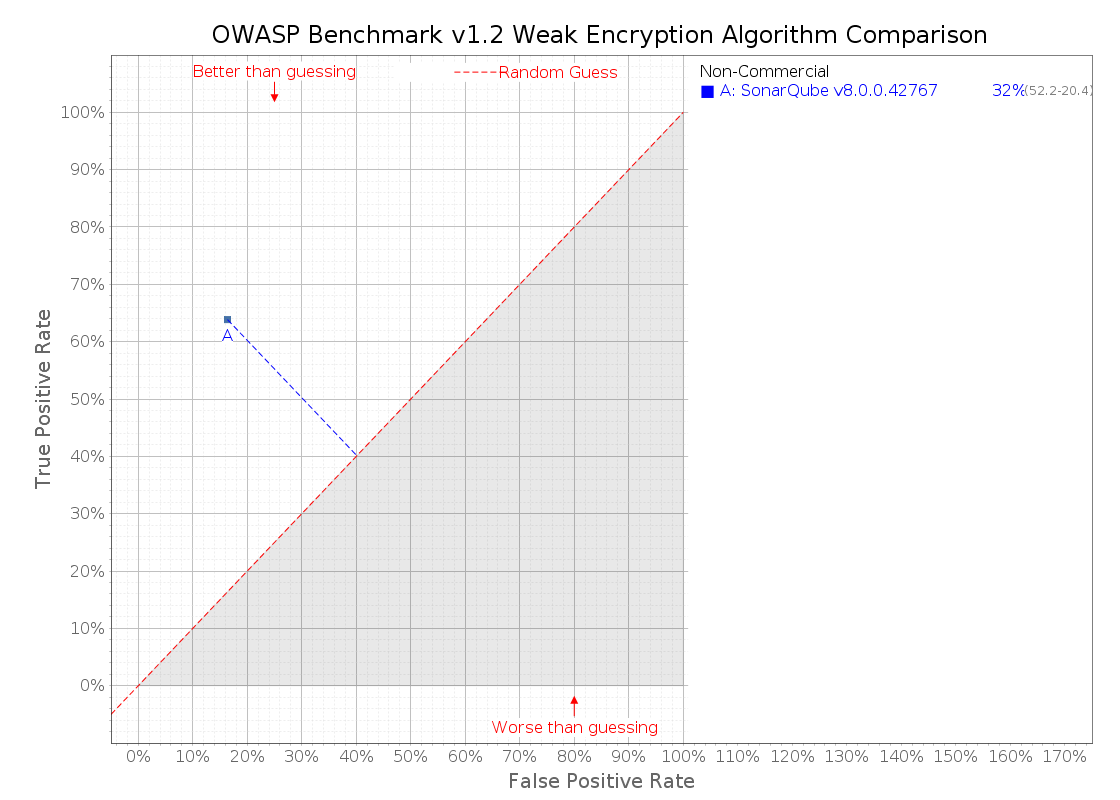 OWASP Benchmark v1.2 Weak Encryption Algorithm Comparison
Better than guessing
Random Guess
Non-Commercial
A: SonarQube v8.0.0.42767 32% (52.2-20.4)
100%
90%
80%
70%
60%
50%
40%
30%
20%
10%
0%
True Positive Rate
A
Worse than guessing
0% 10% 20% 30% 40% 50% 60% 70% 80% 90% 100% 110% 120% 130% 140% 150% 160% 170%
False Positive Rate